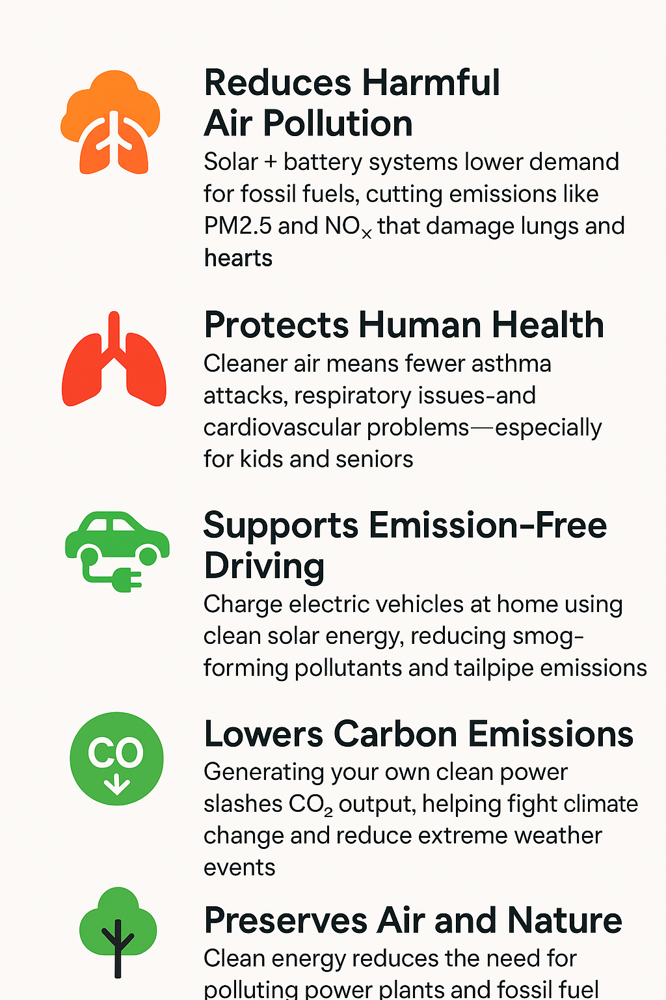 Reduces Harmful
Air Pollution
Solar + battery systems lower demand
for fossil fuels, cutting emissions like
PM2.5 and NOₓ that damage lungs and
hearts
Protects Human Health
Cleaner air means fewer asthma
attacks, respiratory issues-and
cardiovascular problems—especially
for kids and seniors
Supports Emission-Free
Driving
Charge electric vehicles at home using
clean solar energy, reducing smog-
forming pollutants and tailpipe emissions
CO
Lowers Carbon Emissions
Generating your own clean power
slashes CO₂ output, helping fight climate
change and reduce extreme weather
events
Preserves Air and Nature
Clean energy reduces the need for
polluting power plants and fossil fuel